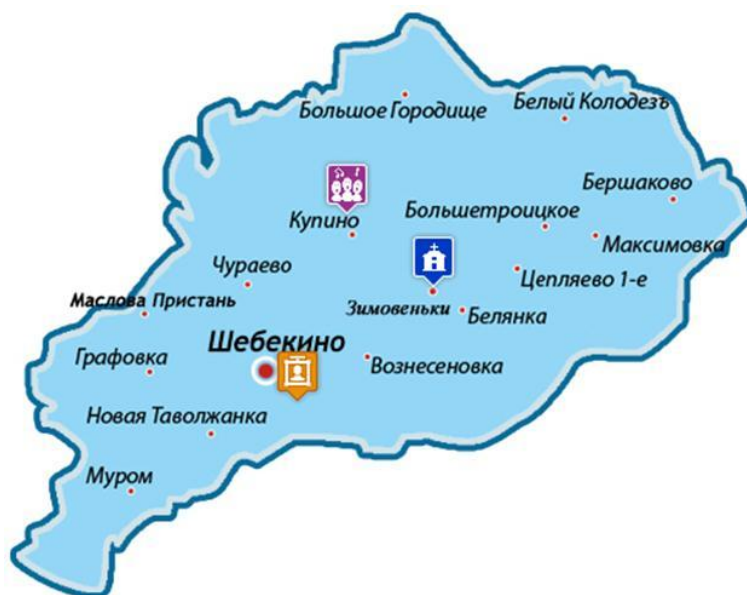 Белый Колодезъ
Большое Городище
Бершаково
Большетроицкое
Купино
Максимовка
Чураево
Цепляево 1-е
Маслова Пристань
Зимовеньки
Белянка
Шебекино
Графовка
Вознесеновка
Новая Таволжанка
Муром